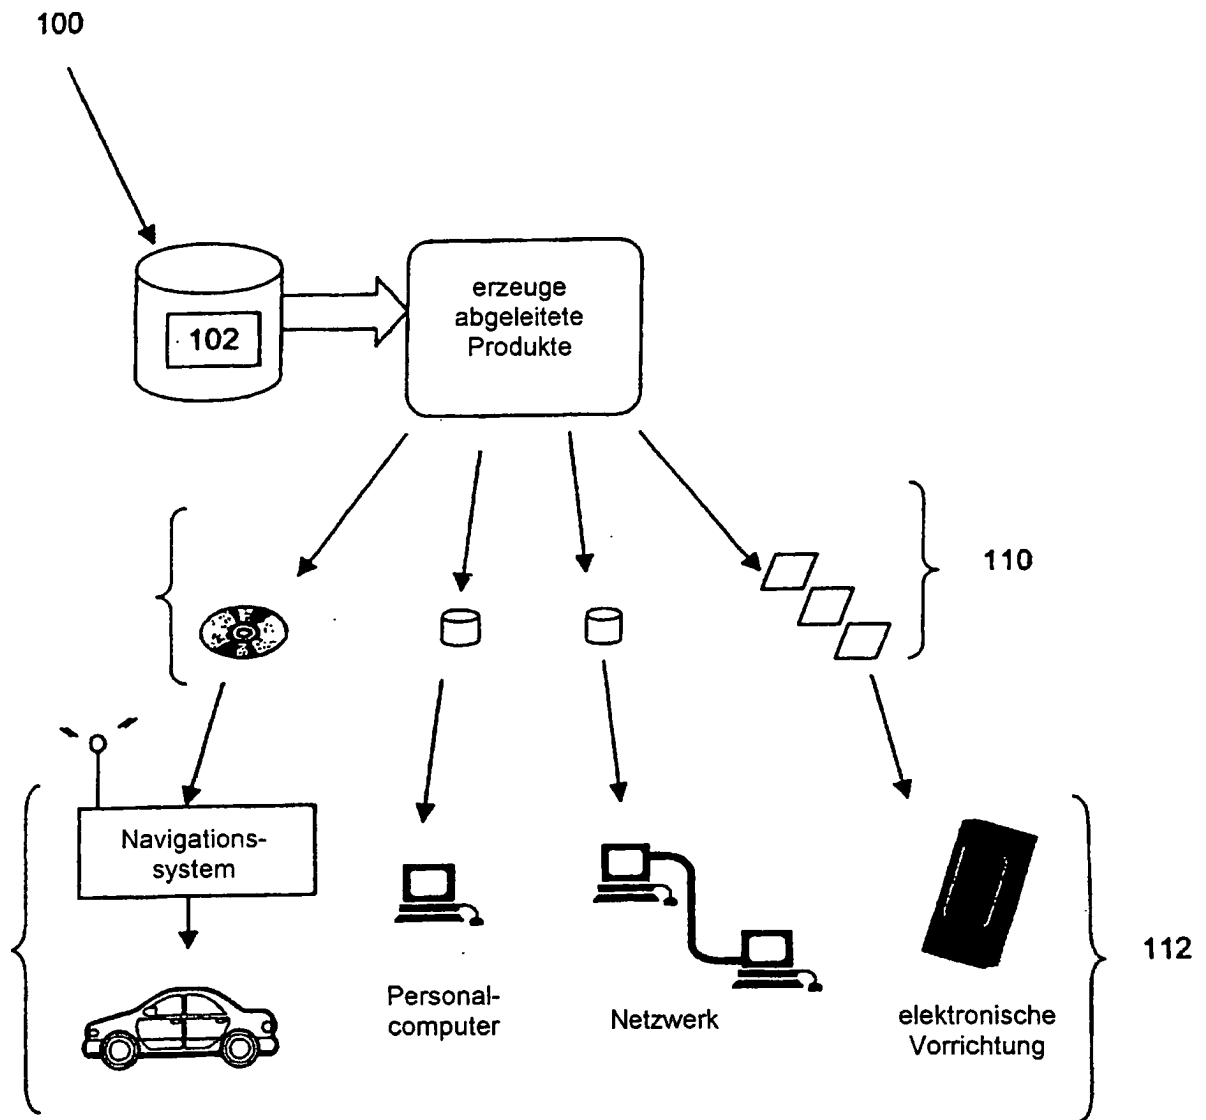 100
102
erzeuge
abgeleitete
Produkte
110
Navigations-
system
112
Personal-
computer
Netzwerk
elektronische
Vorrichtung